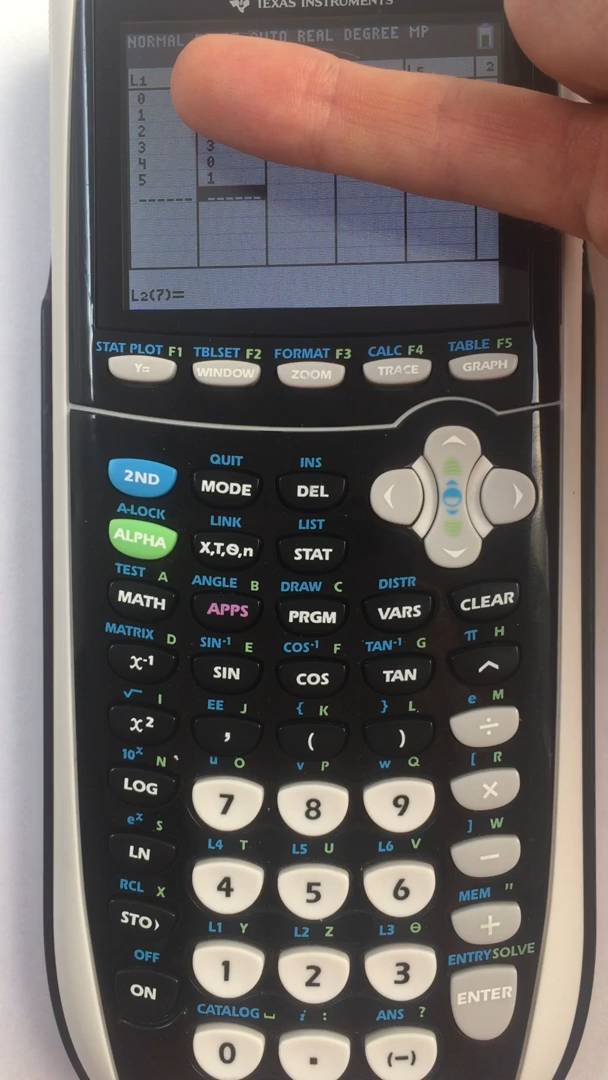 TEXAS INSTRUMENTS
NORMAL AUTO REAL DEGREE MP
L1 L5 2
0
1
2
3 3
4 0
5 1
------ ------
L2(7)=
STAT PLOT F1 TBLSET F2 FORMAT F3 CALC F4 TABLE F5
Y= WINDOW ZOOM TRACE GRAPH
QUIT INS
2ND MODE DEL
A-LOCK LINK LIST
ALPHA X,T,θ,n STAT
TEST A ANGLE B DRAW C DISTR
MATH APPS PRGM VARS CLEAR
MATRIX D SIN⁻¹ E COS⁻¹ F TAN⁻¹ G π H
x⁻¹ SIN COS TAN ^
√ I EE J { K } L e M
x² , ( ) ÷
10ˣ N u O v P w Q [ R
LOG 7 8 9 ×
eˣ S L4 T L5 U L6 V ] W
LN 4 5 6 −
RCL X L1 Y L2 Z L3 θ MEM "
STO› 1 2 3 +
OFF CATALOG ⎵ i : ANS ? ENTRY SOLVE
ON 0 . (−) ENTER